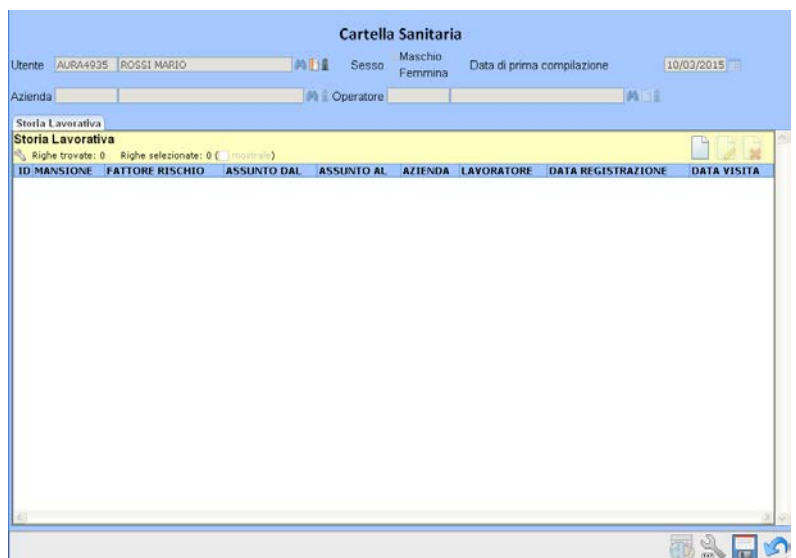 Cartella Sanitaria
Utente AURA4935 ROSSI MARIO Sesso Maschio Femmina Data di prima compilazione 10/03/2015
Azienda Operatore
Storia Lavorativa
Storia Lavorativa
Righe trovate: 0 Righe selezionate: 0 ( mostrale)
ID MANSIONE FATTORE RISCHIO ASSUNTO DAL ASSUNTO AL AZIENDA LAVORATORE DATA REGISTRAZIONE DATA VISITA